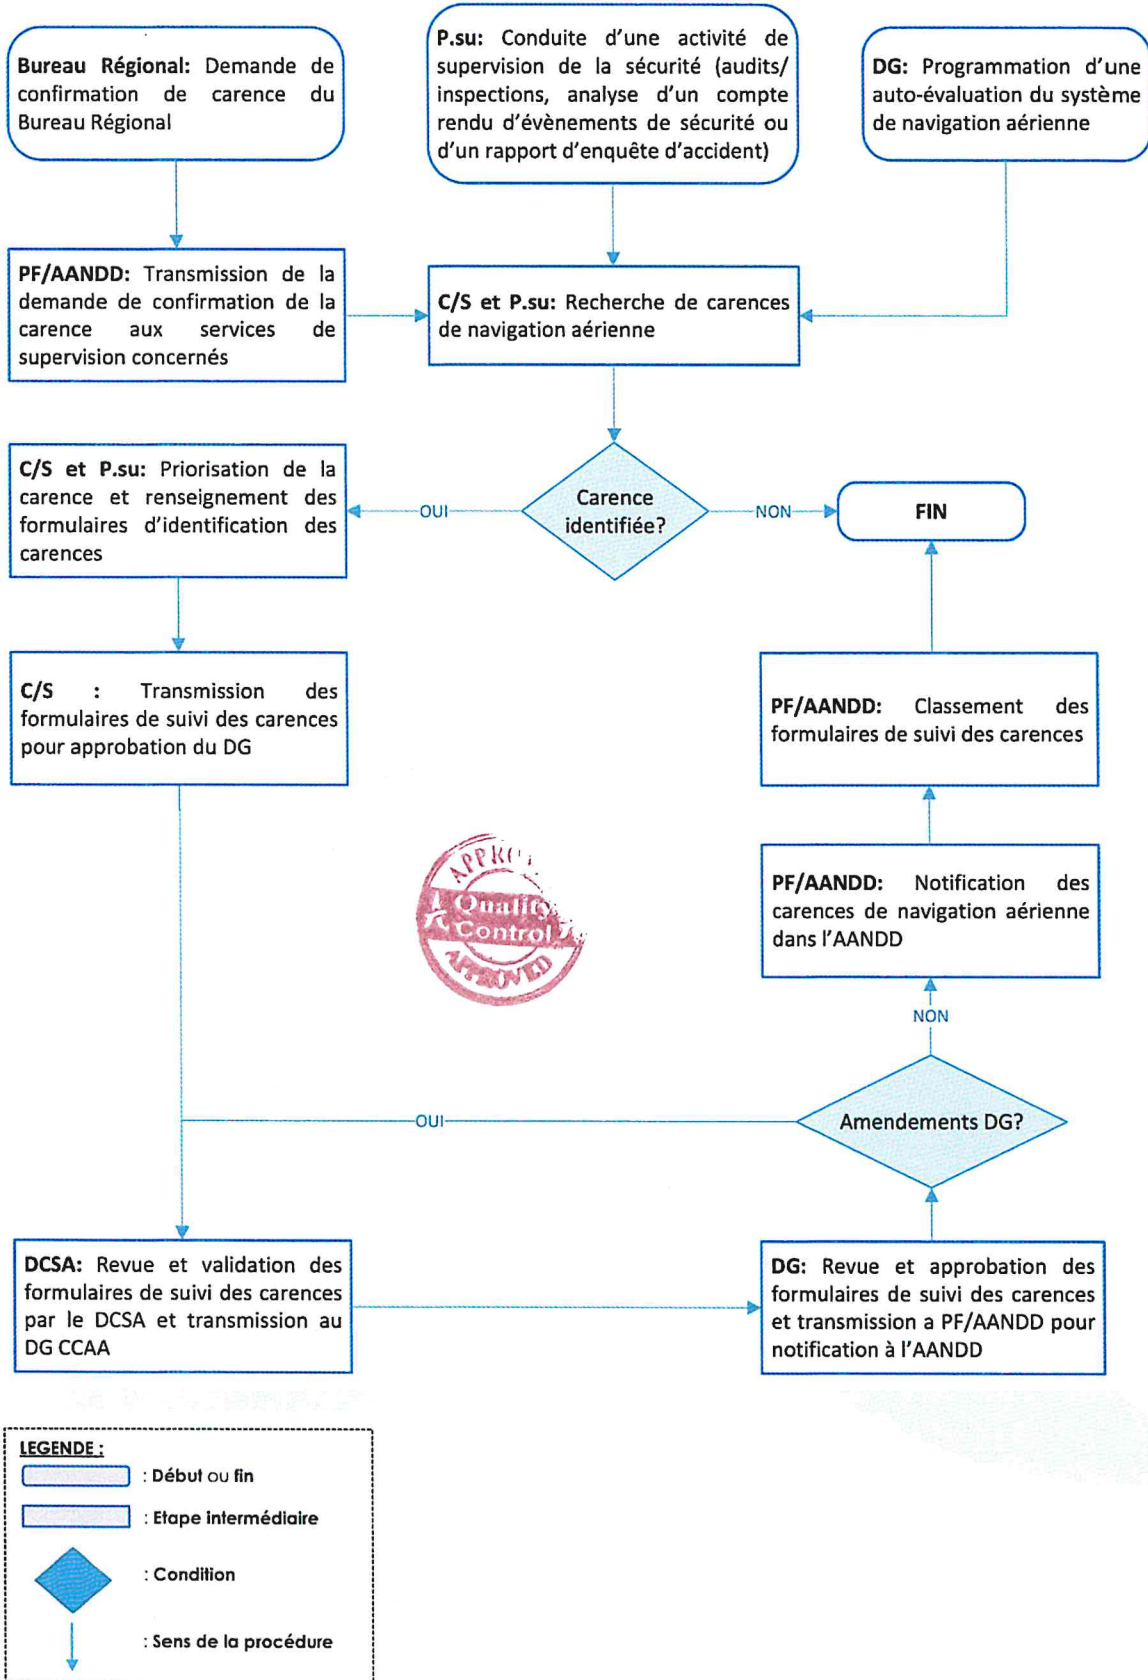 Bureau Régional: Demande de
confirmation de carence du
Bureau Régional
P.su: Conduite d'une activité de
supervision de la sécurité (audits/
inspections, analyse d'un compte
rendu d'évènements de sécurité ou
d'un rapport d'enquête d'accident)
DG: Programmation d'une
auto-évaluation du système
de navigation aérienne
PF/AANDD: Transmission de la
demande de confirmation de la
carence aux services de
supervision concernés
C/S et P.su: Recherche de carences
de navigation aérienne
C/S et P.su: Priorisation de la
carence et renseignement des
formulaires d'identification des
carences
OUI
Carence
identifiée?
NON
FIN
C/S : Transmission des
formulaires de suivi des carences
pour approbation du DG
PF/AANDD: Classement des
formulaires de suivi des carences
Quality
Control
APPROVED
PF/AANDD: Notification des
carences de navigation aérienne
dans l'AANDD
NON
OUI
Amendements DG?
DCSA: Revue et validation des
formulaires de suivi des carences
par le DCSA et transmission au
DG CCAA
DG: Revue et approbation des
formulaires de suivi des carences
et transmission a PF/AANDD pour
notification à l'AANDD
LEGENDE :
: Début ou fin
: Etape intermédiaire
: Condition
: Sens de la procédure